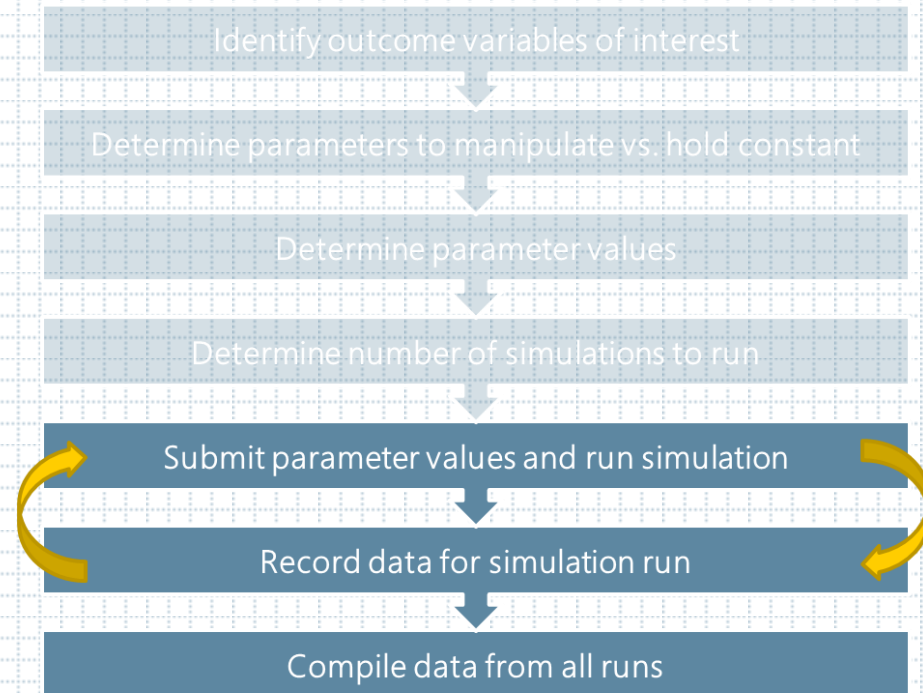 Identify outcome variables of interest
Determine parameters to manipulate vs. hold constant
Determine parameter values
Determine number of simulations to run
Submit parameter values and run simulation
Record data for simulation run
Compile data from all runs